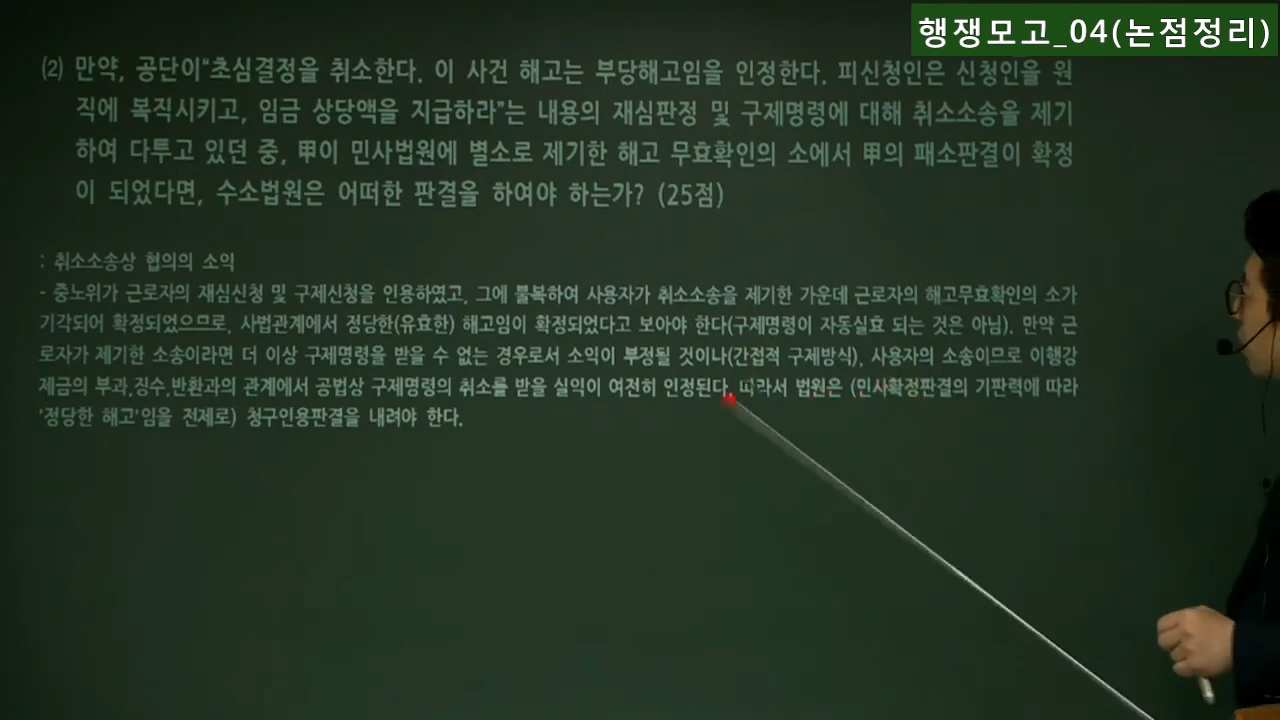 행쟁모고_04(논점정리)
(2) 만약, 공단이“초심결정을 취소한다. 이 사건 해고는 부당해고임을 인정한다. 피신청인은 신청인을 원
직에 복직시키고, 임금 상당액을 지급하라”는 내용의 재심판정 및 구제명령에 대해 취소소송을 제기
하여 다투고 있던 중, 甲이 민사법원에 별소로 제기한 해고 무효확인의 소에서 甲의 패소판결이 확정
이 되었다면, 수소법원은 어떠한 판결을 하여야 하는가? (25점)
: 취소소송상 협의의 소익
- 중노위가 근로자의 재심신청 및 구제신청을 인용하였고, 그에 불복하여 사용자가 취소소송을 제기한 가운데 근로자의 해고무효확인의 소가
기각되어 확정되었으므로, 사법관계에서 정당한(유효한) 해고임이 확정되었다고 보아야 한다(구제명령이 자동실효 되는 것은 아님). 만약 근
로자가 제기한 소송이라면 더 이상 구제명령을 받을 수 없는 경우로서 소익이 부정될 것이나(간접적 구제방식), 사용자의 소송이므로 이행강
제금의 부과,징수,반환과의 관계에서 공법상 구제명령의 취소를 받을 실익이 여전히 인정된다. 따라서 법원은 (민사확정판결의 기판력에 따라
'정당한 해고'임을 전제로) 청구인용판결을 내려야 한다.